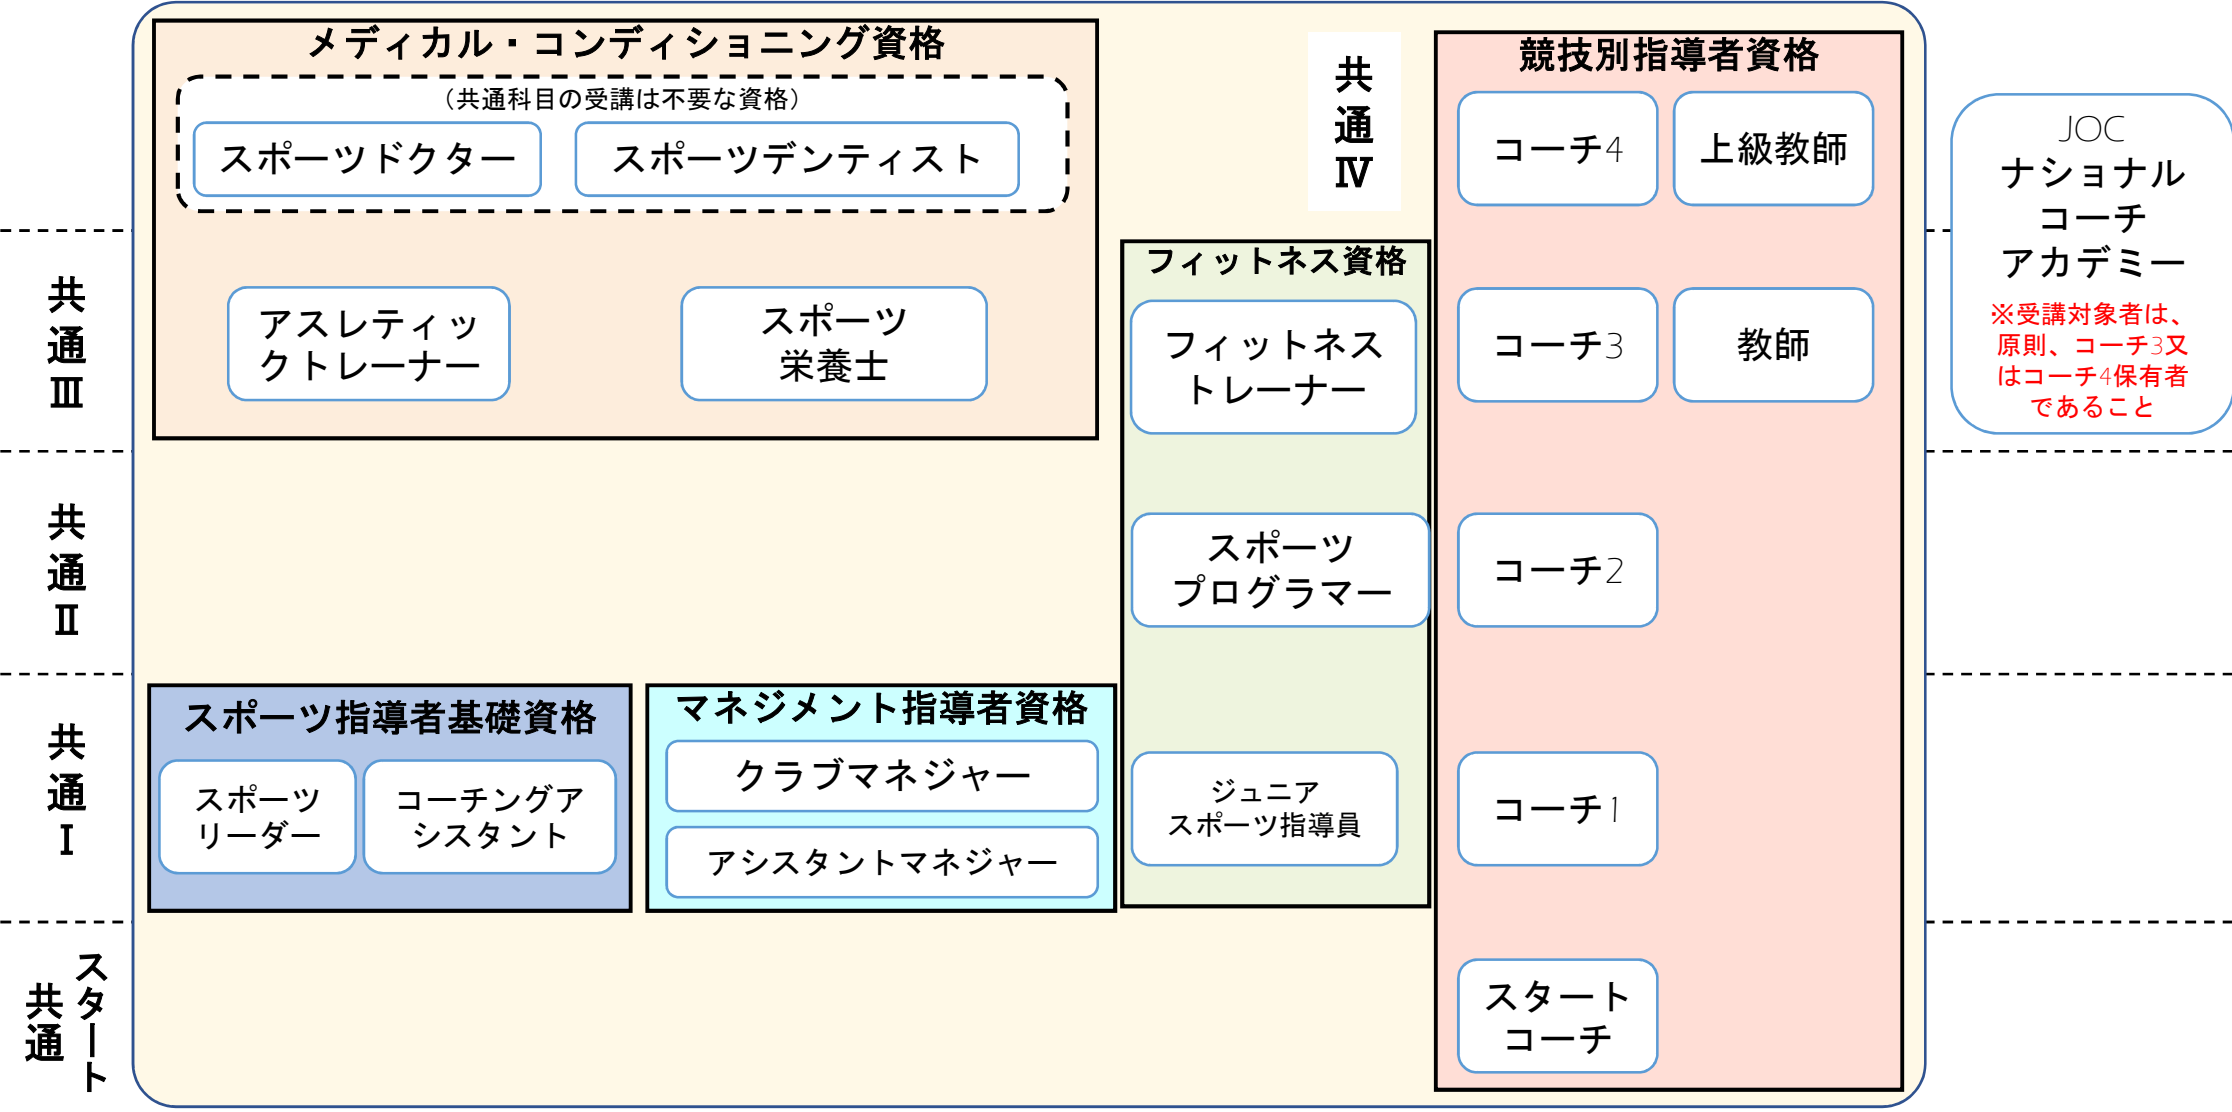 メディカル・コンディショニング資格
（共通科目の受講は不要な資格）
スポーツドクター
スポーツデンティスト
共
通
Ⅳ
競技別指導者資格
コーチ4
上級教師
JOC
ナショナル
コーチ
アカデミー
※受講対象者は、
原則、コーチ3又
はコーチ4保有者
であること
共
通
Ⅲ
アスレティッ
クトレーナー
スポーツ
栄養士
フィットネス資格
フィットネス
トレーナー
コーチ3
教師
共
通
Ⅱ
スポーツ
プログラマー
コーチ2
共
通
Ⅰ
スポーツ指導者基礎資格
スポーツ
リーダー
コーチングア
シスタント
マネジメント指導者資格
クラブマネジャー
アシスタントマネジャー
ジュニア
スポーツ指導員
コーチ1
スタート
共通
スタート
コーチ